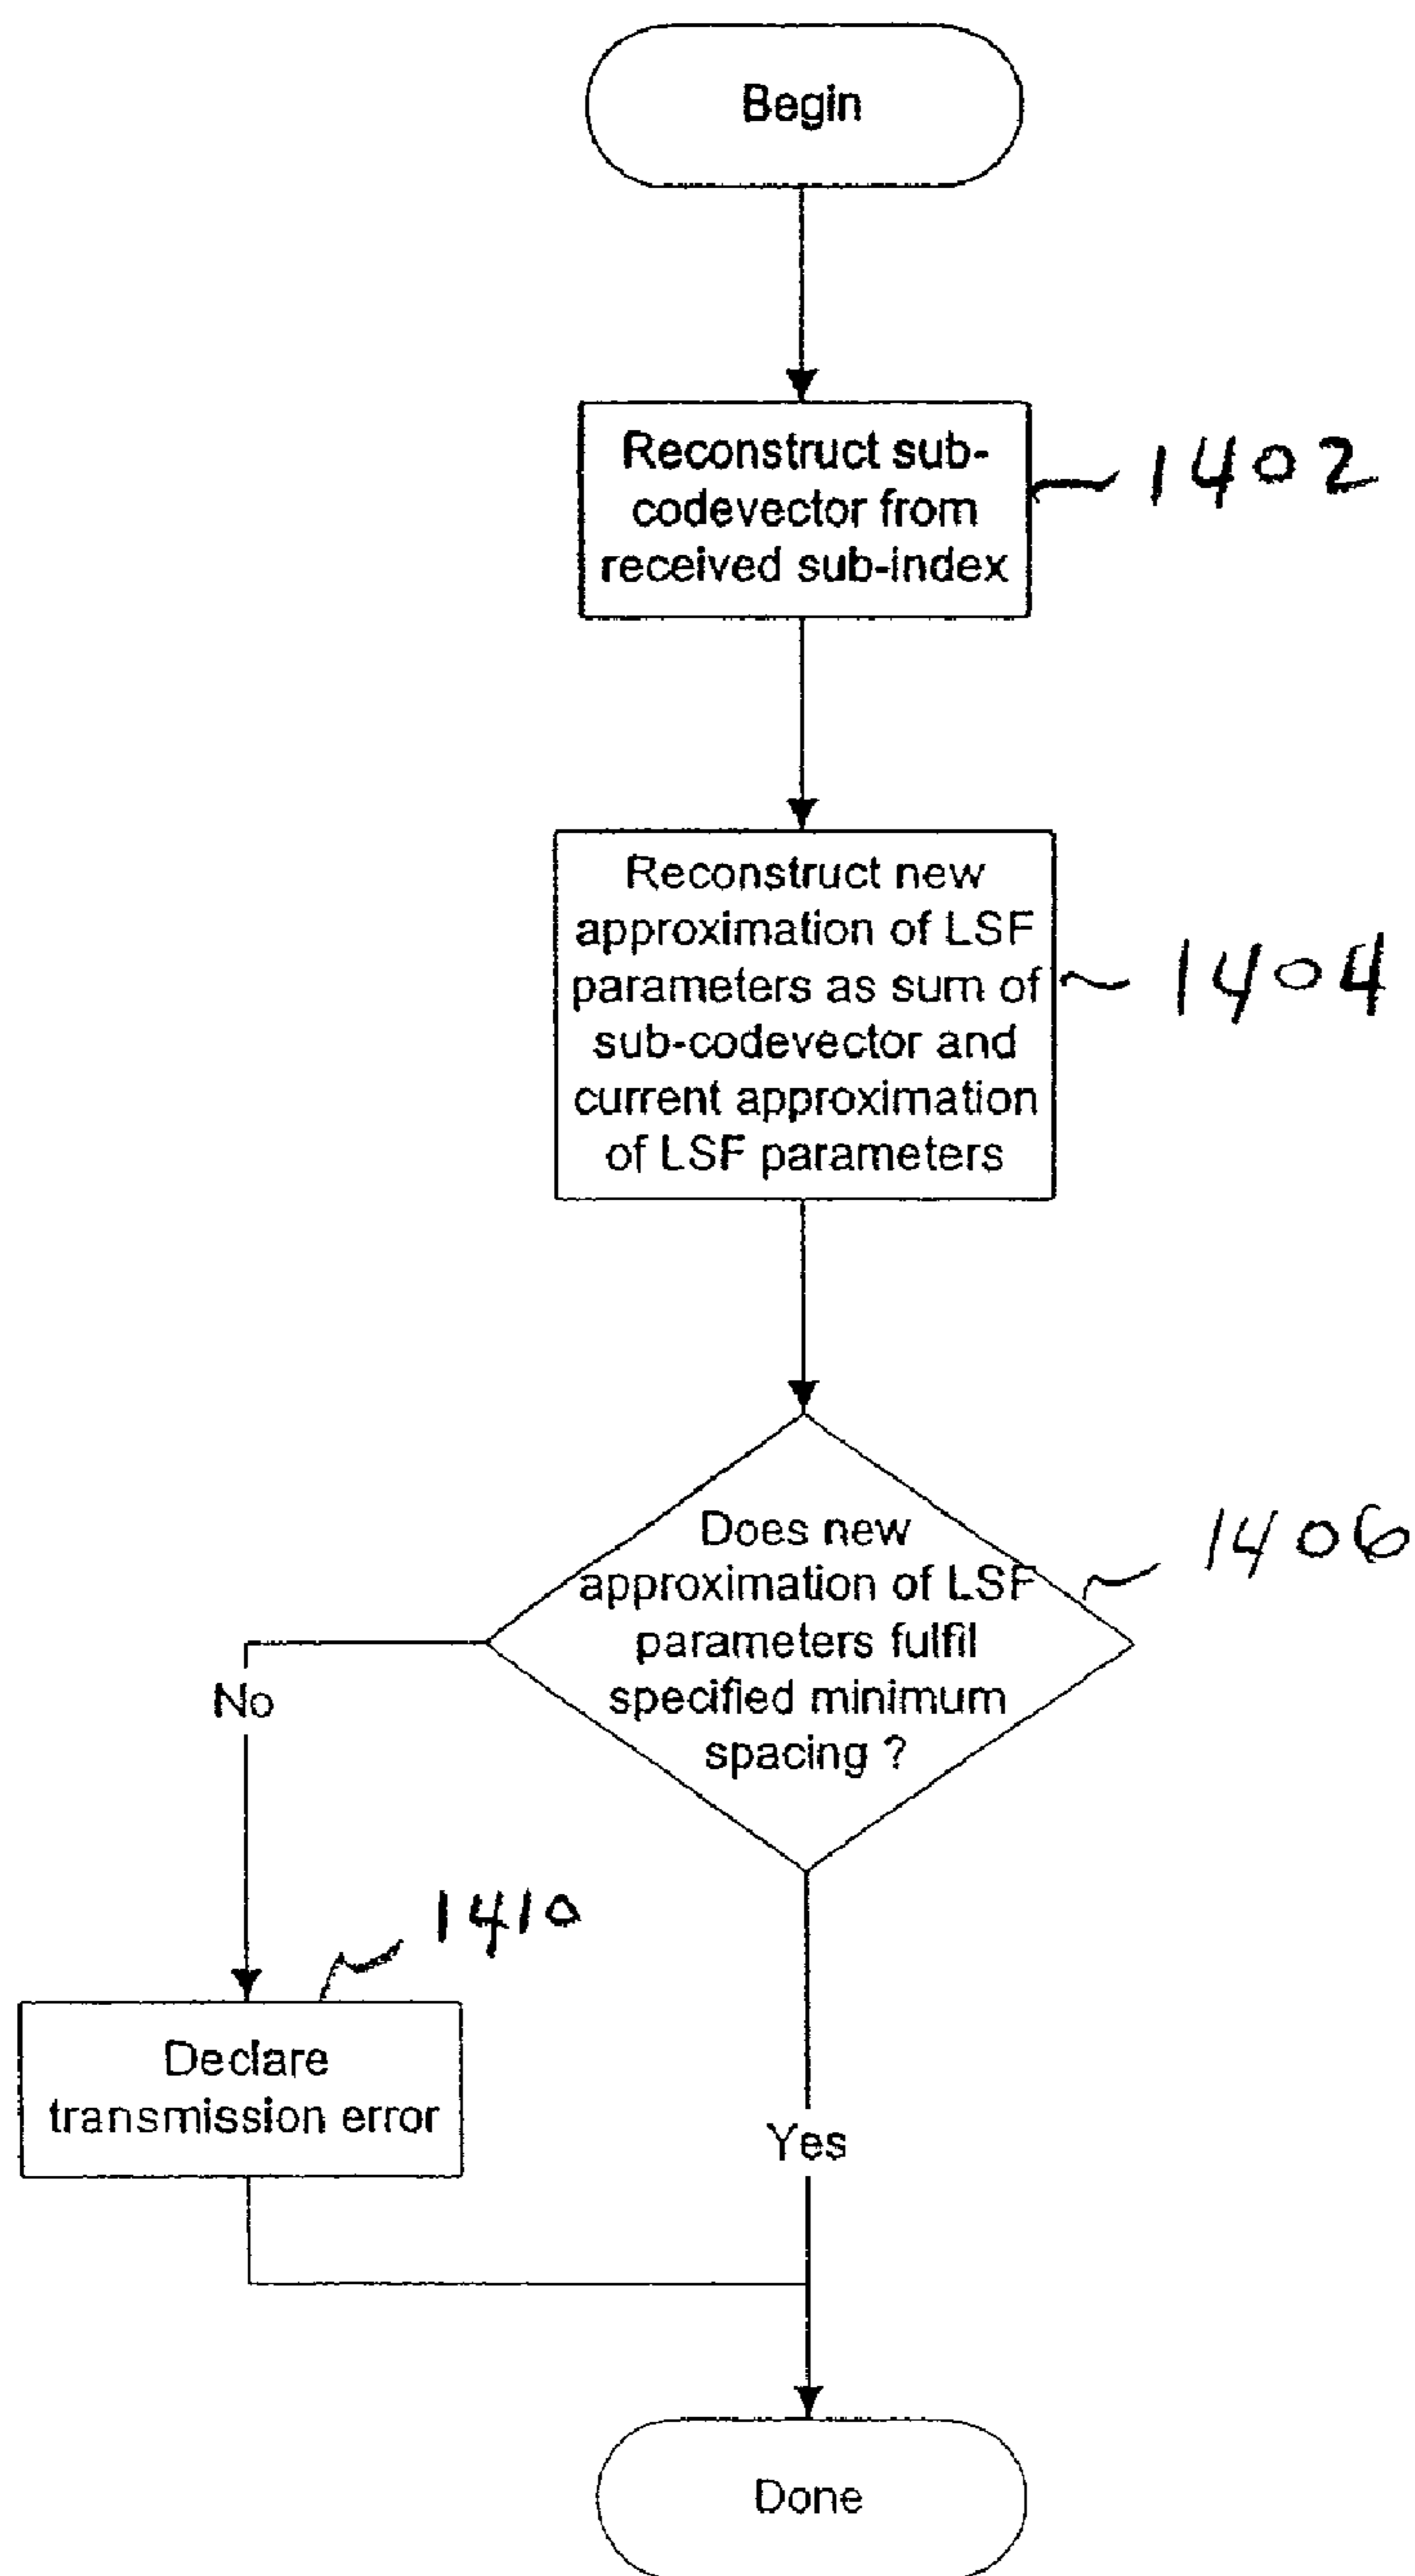 Begin
Reconstruct sub-
codevector from
received sub-index
1402
Reconstruct new
approximation of LSF
parameters as sum of
sub-codevector and
current approximation
of LSF parameters
1404
Does new
approximation of LSF
parameters fulfil
specified minimum
spacing ?
1406
No
1410
Declare
transmission error
Yes
Done